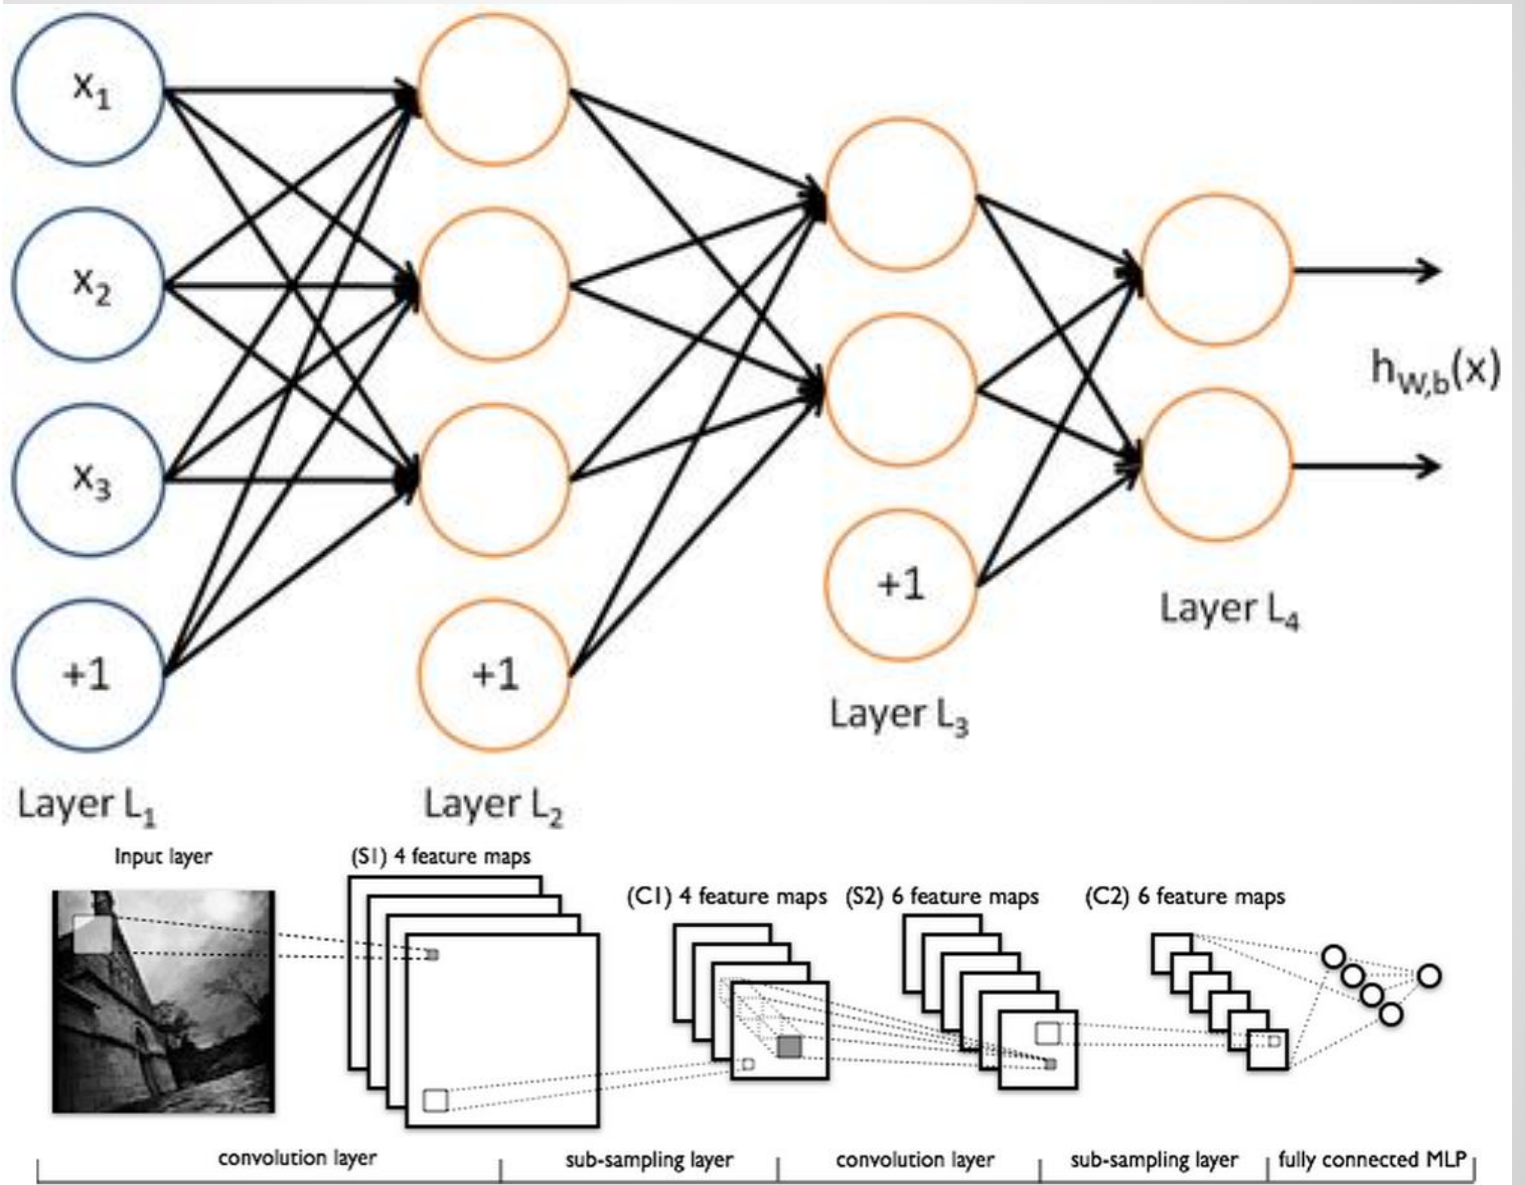 x₁
x₂
x₃
+1
+1
+1
h_W,b(x)
Layer L₄
Layer L₃
Layer L₁
Layer L₂
Input layer
(S1) 4 feature maps
(C1) 4 feature maps
(S2) 6 feature maps
(C2) 6 feature maps
convolution layer
sub-sampling layer
convolution layer
sub-sampling layer
fully connected MLP